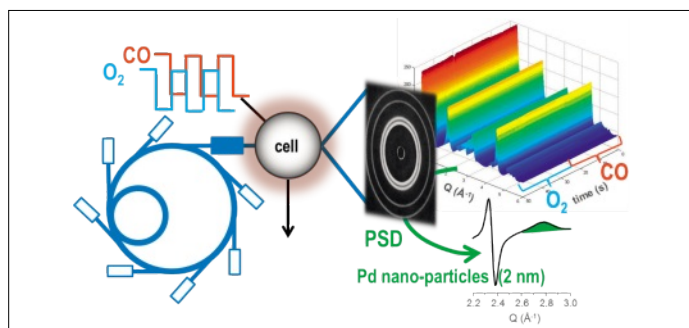 CO
O₂
cell
Q (Å⁻¹)
O₂
time (s)
CO
PSD
Pd nano-particles (2 nm)
2.2 2.4 2.6 2.8 3.0
Q (Å⁻¹)